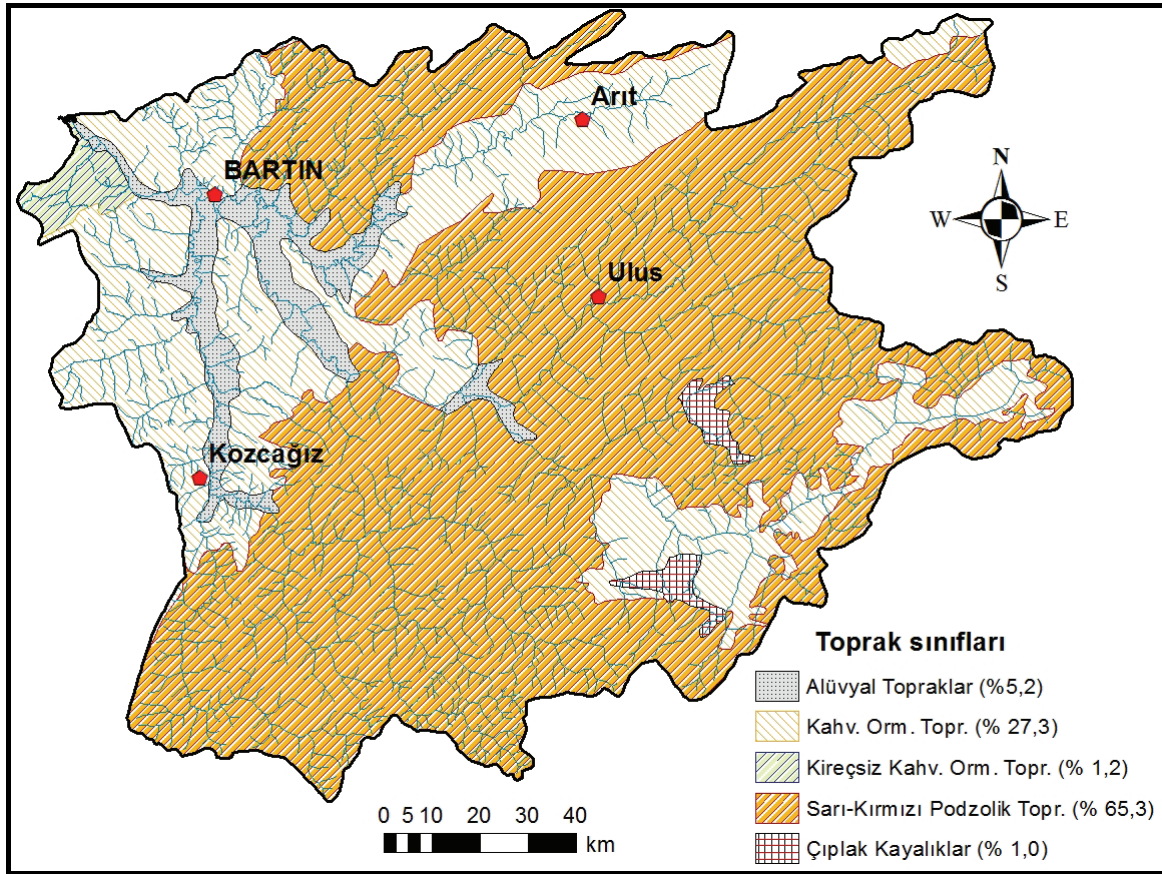 Arıt
BARTIN
N
W E
S
Ulus
Kozcağız
Toprak sınıfları
Alüvyal Topraklar (%5,2)
Kahv. Orm. Topr. (% 27,3)
Kireçsiz Kahv. Orm. Topr. (% 1,2)
Sarı-Kırmızı Podzolik Topr. (% 65,3)
Çıplak Kayalıklar (% 1,0)
0 5 10 20 30 40
km